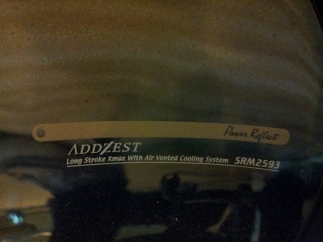 Power Reflect
ADDZEST
Long Stroke Xmax With Air Vented Cooling System SRM2593